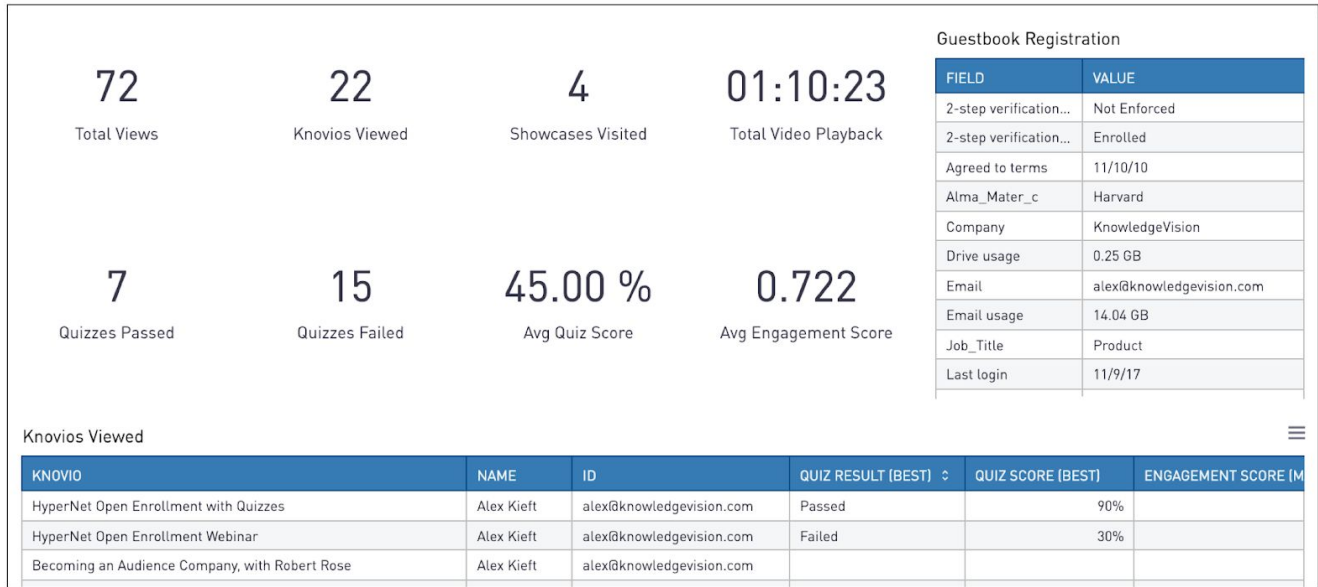 72
Total Views
22
Knovios Viewed
4
Showcases Visited
01:10:23
Total Video Playback
7
Quizzes Passed
15
Quizzes Failed
45.00 %
Avg Quiz Score
0.722
Avg Engagement Score
Guestbook Registration
FIELD VALUE
2-step verification... Not Enforced
2-step verification... Enrolled
Agreed to terms 11/10/10
Alma_Mater_c Harvard
Company KnowledgeVision
Drive usage 0.25 GB
Email alex@knowledgevision.com
Email usage 14.04 GB
Job_Title Product
Last login 11/9/17
Knovios Viewed
KNOVIO NAME ID QUIZ RESULT (BEST) QUIZ SCORE (BEST) ENGAGEMENT SCORE (M
HyperNet Open Enrollment with Quizzes Alex Kieft alex@knowledgevision.com Passed 90%
HyperNet Open Enrollment Webinar Alex Kieft alex@knowledgevision.com Failed 30%
Becoming an Audience Company, with Robert Rose Alex Kieft alex@knowledgevision.com